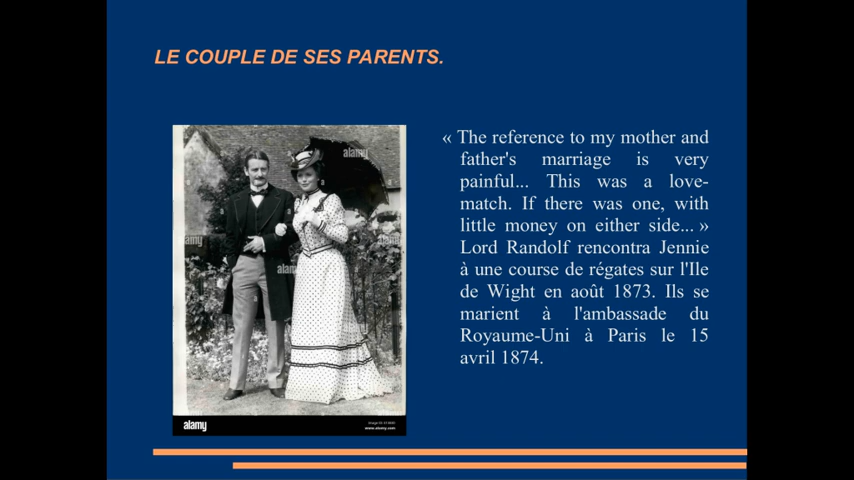 LE COUPLE DE SES PARENTS.
« The reference to my mother and
father's marriage is very
painful... This was a love-
match. If there was one, with
little money on either side... »
Lord Randolf rencontra Jennie
à une course de régates sur l'Ile
de Wight en août 1873. Ils se
marient à l'ambassade du
Royaume-Uni à Paris le 15
avril 1874.
alamy
alamy
alamy
alamy
alamy
www.alamy.com